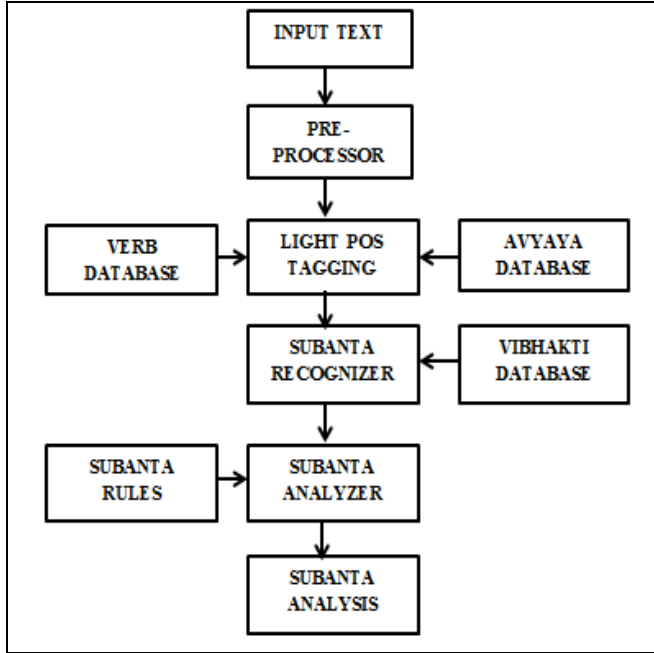 INPUT TEXT
PRE-
PROCESSOR
VERB
DATABASE
LIGHT POS
TAGGING
AVYAYA
DATABASE
SUBANTA
RECOGNIZER
VIBHAKTI
DATABASE
SUBANTA
RULES
SUBANTA
ANALYZER
SUBANTA
ANALYSIS